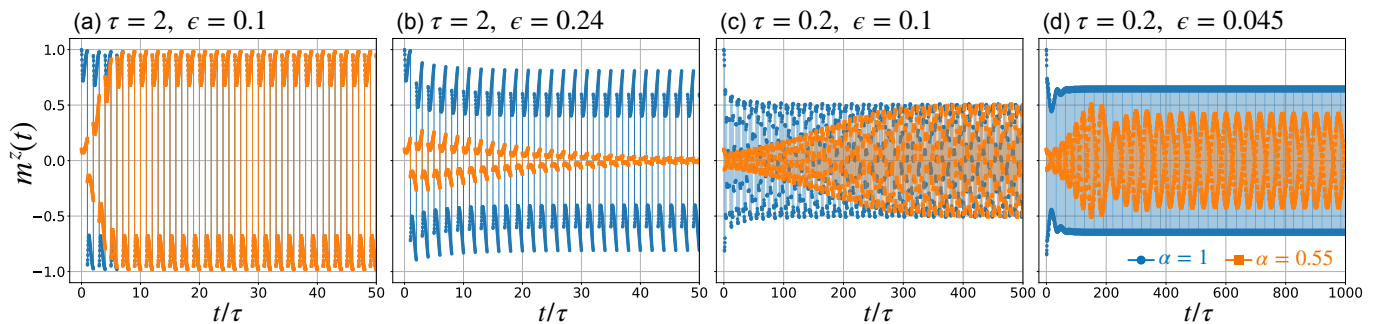 (a) τ = 2, ϵ = 0.1
(b) τ = 2, ϵ = 0.24
(c) τ = 0.2, ϵ = 0.1
(d) τ = 0.2, ϵ = 0.045
m^z(t)
1.0
0.5
0.0
−0.5
−1.0
0 10 20 30 40 50
0 10 20 30 40 50
0 100 200 300 400 500
0 200 400 600 800 1000
t/τ
t/τ
t/τ
t/τ
α = 1 α = 0.55